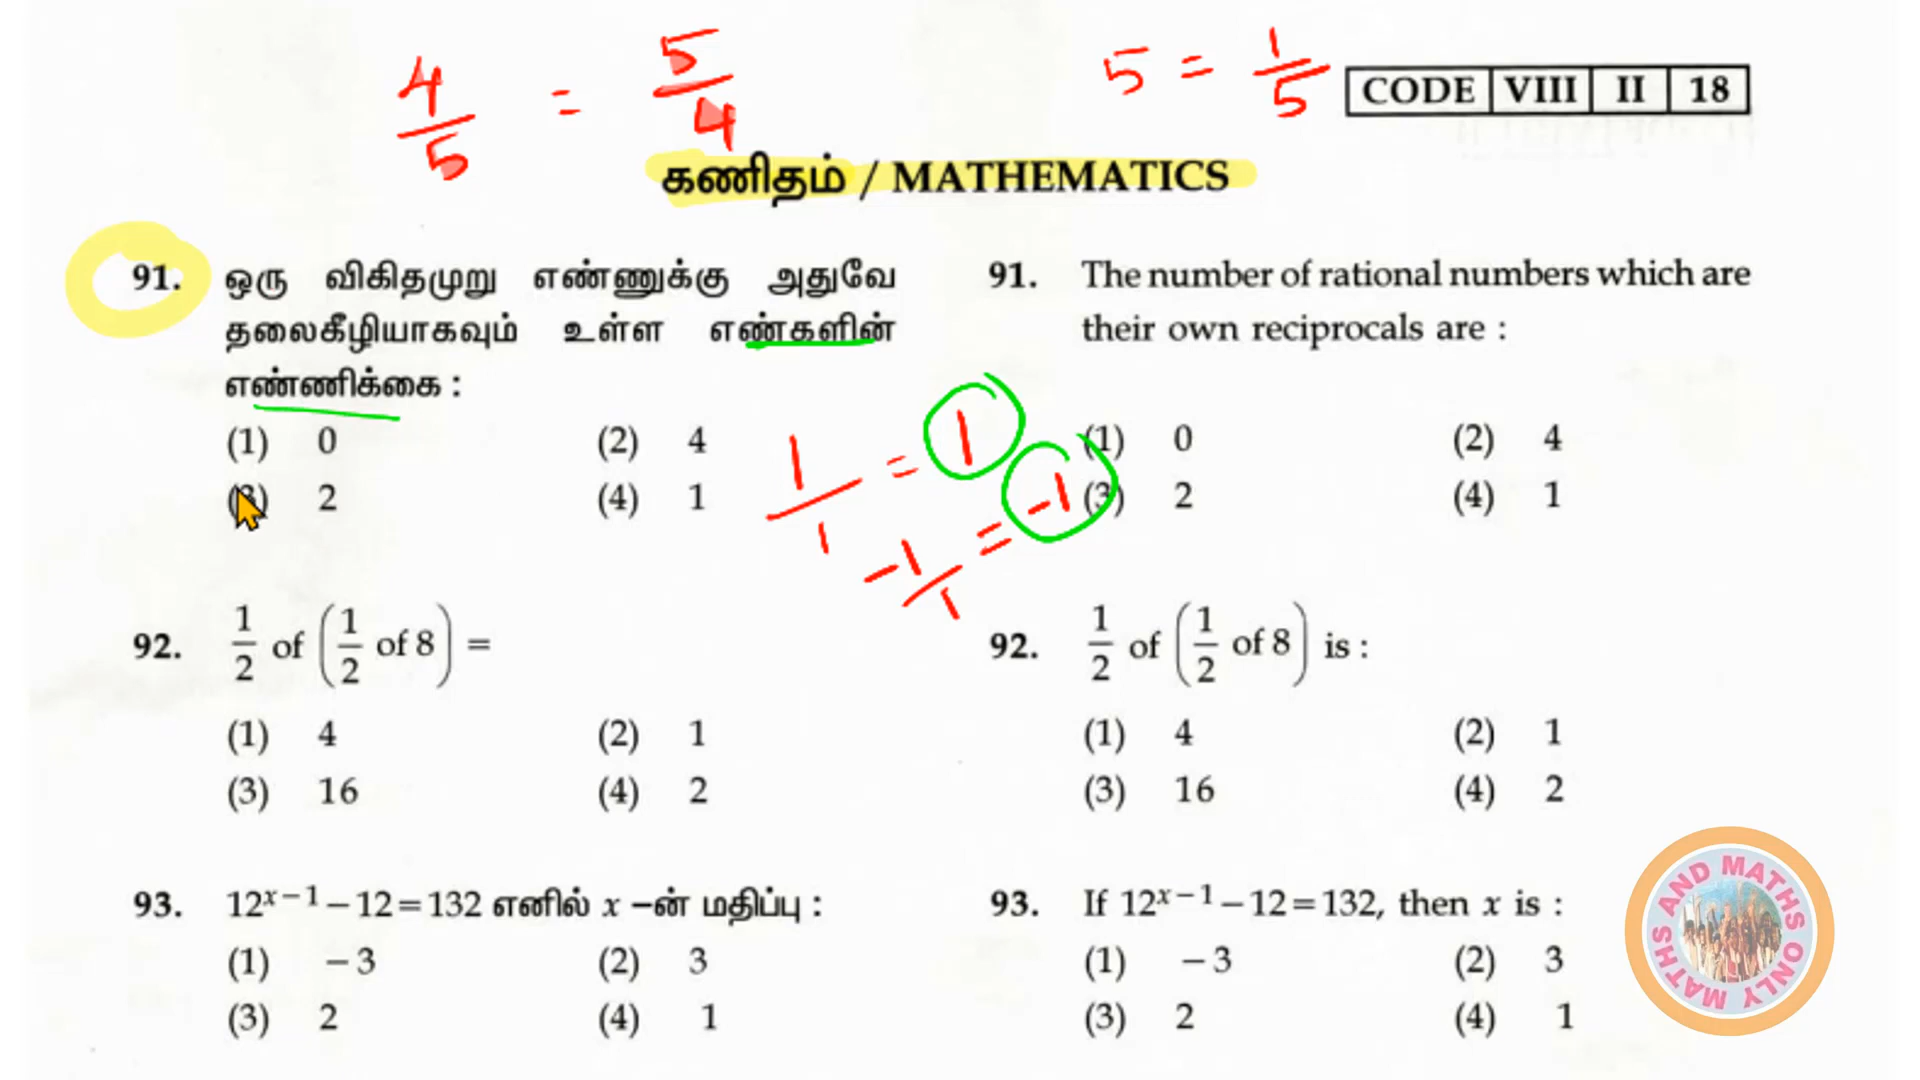 4/5 = 5/4
5 = 1/5
CODE VIII II 18
கணிதம் / MATHEMATICS
91. ஒரு விகிதமுறு எண்ணுக்கு அதுவே
தலைகீழியாகவும் உள்ள எண்களின்
எண்ணிக்கை :
(1) 0 (2) 4
(3) 2 (4) 1
1/1 = 1
-1/1 = -1
92. 1/2 of (1/2 of 8) =
(1) 4 (2) 1
(3) 16 (4) 2
93. 12^{x-1} – 12 = 132 எனில் x –ன் மதிப்பு :
(1) –3 (2) 3
(3) 2 (4) 1
91. The number of rational numbers which are
their own reciprocals are :
(1) 0 (2) 4
(3) 2 (4) 1
92. 1/2 of (1/2 of 8) is :
(1) 4 (2) 1
(3) 16 (4) 2
93. If 12^{x-1} – 12 = 132, then x is :
(1) –3 (2) 3
(3) 2 (4) 1
MATHS AND MATHS ONLY